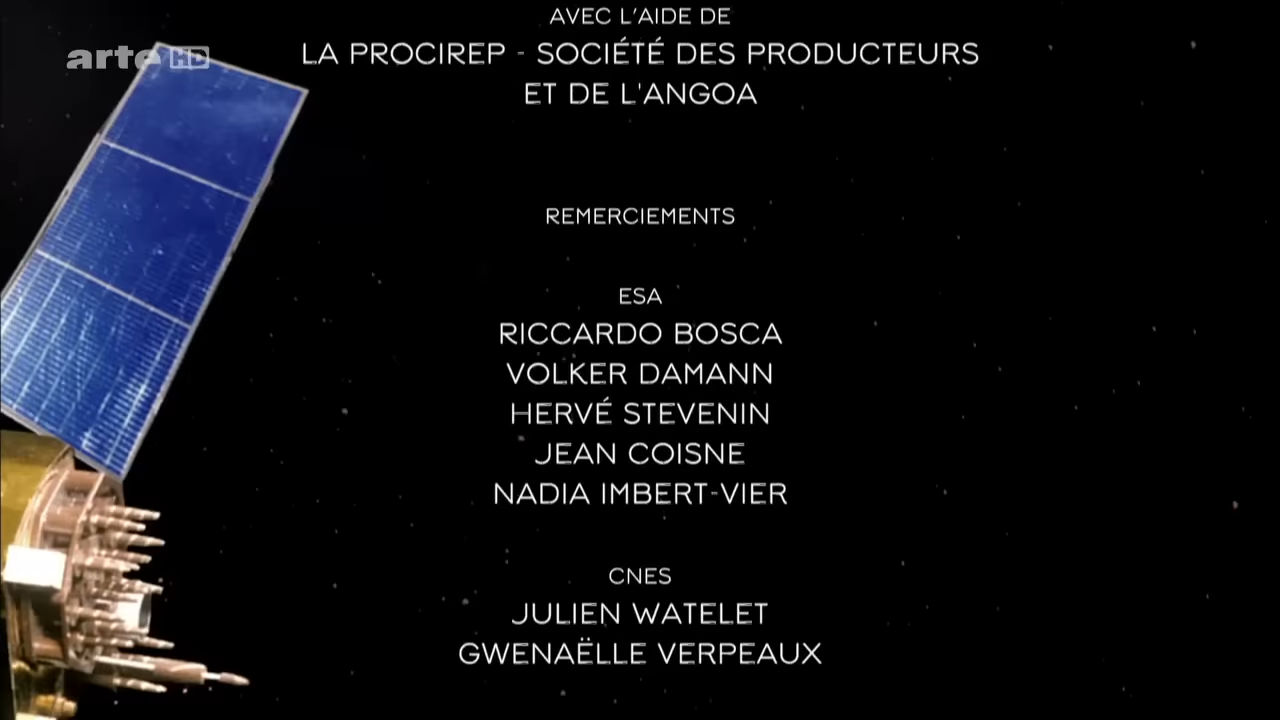 arte HD
AVEC L'AIDE DE
LA PROCIREP - SOCIÉTÉ DES PRODUCTEURS
ET DE L'ANGOA
REMERCIEMENTS
ESA
RICCARDO BOSCA
VOLKER DAMANN
HERVÉ STEVENIN
JEAN COISNE
NADIA IMBERT-VIER
CNES
JULIEN WATELET
GWENAËLLE VERPEAUX